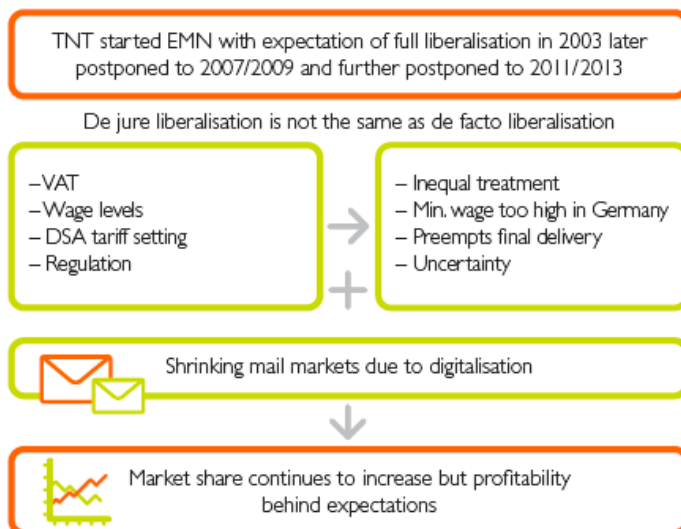 TNT started EMN with expectation of full liberalisation in 2003 later
postponed to 2007/2009 and further postponed to 2011/2013
De jure liberalisation is not the same as de facto liberalisation
– VAT
– Wage levels
– DSA tariff setting
– Regulation
– Inequal treatment
– Min. wage too high in Germany
– Preempts final delivery
– Uncertainty
Shrinking mail markets due to digitalisation
Market share continues to increase but profitability
behind expectations